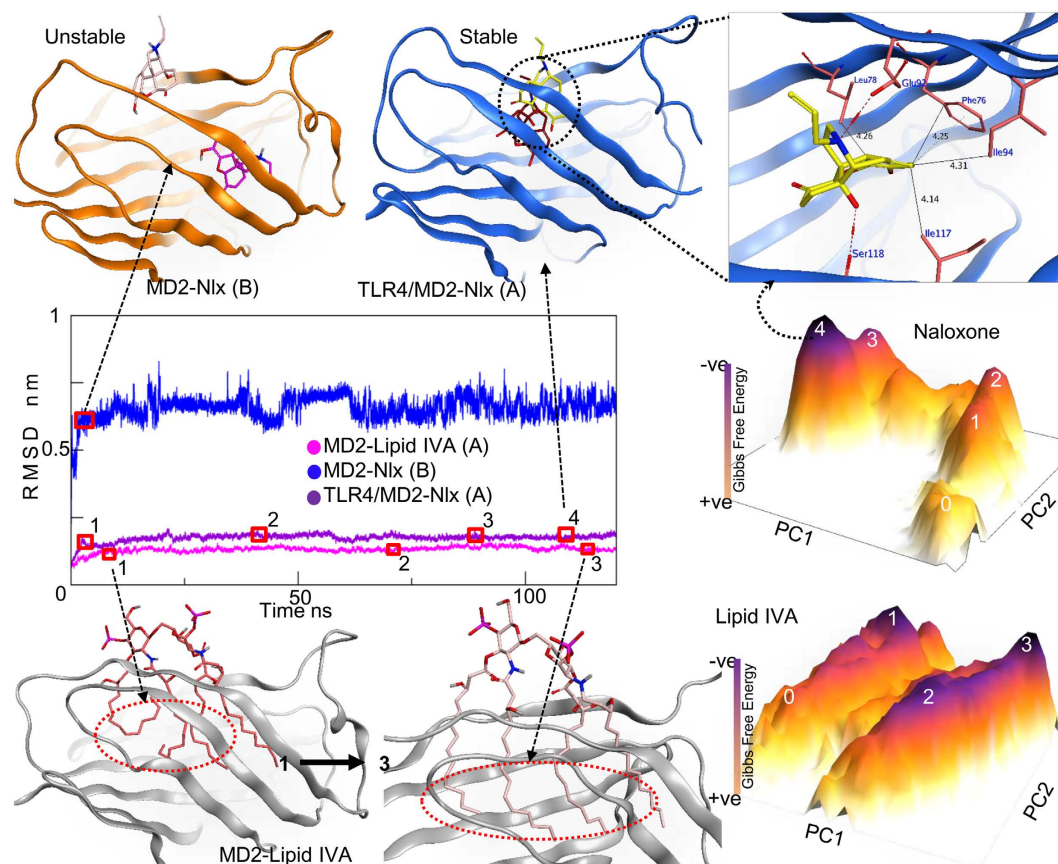 Unstable
Stable
MD2-Nlx (B)
TLR4/MD2-Nlx (A)
Leu78
Glu92
Phe76
4.26
4.25
Ile94
4.31
4.14
Ile117
Ser118
1
0.5
0
RMSD nm
MD2-Lipid IVA (A)
MD2-Nlx (B)
TLR4/MD2-Nlx (A)
1
2
3
4
1
2
3
50
100
Time ns
Naloxone
-ve
Gibbs Free Energy
+ve
4
3
2
1
0
PC1
PC2
Lipid IVA
-ve
Gibbs Free Energy
+ve
0
1
2
3
PC1
PC2
1
3
MD2-Lipid IVA